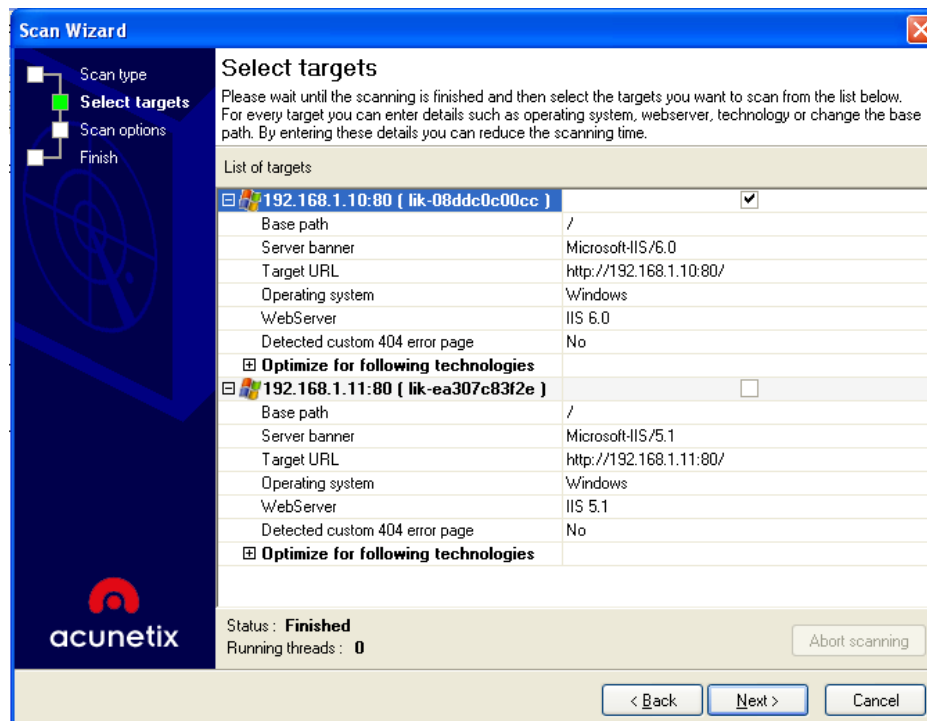 Scan Wizard
Scan type
Select targets
Scan options
Finish
acunetix
Select targets
Please wait until the scanning is finished and then select the targets you want to scan from the list below.
For every target you can enter details such as operating system, webserver, technology or change the base
path. By entering these details you can reduce the scanning time.
List of targets
192.168.1.10:80 ( lik-08ddc0c00cc )
Base path /
Server banner Microsoft-IIS/6.0
Target URL http://192.168.1.10:80/
Operating system Windows
WebServer IIS 6.0
Detected custom 404 error page No
Optimize for following technologies
192.168.1.11:80 ( lik-ea307c83f2e )
Base path /
Server banner Microsoft-IIS/5.1
Target URL http://192.168.1.11:80/
Operating system Windows
WebServer IIS 5.1
Detected custom 404 error page No
Optimize for following technologies
Status : Finished
Running threads : 0
Abort scanning
< Back Next > Cancel